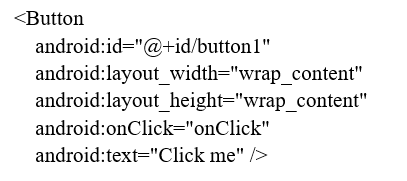 <Button
android:id="@+id/button1"
android:layout_width="wrap_content"
android:layout_height="wrap_content"
android:onClick="onClick"
android:text="Click me" />